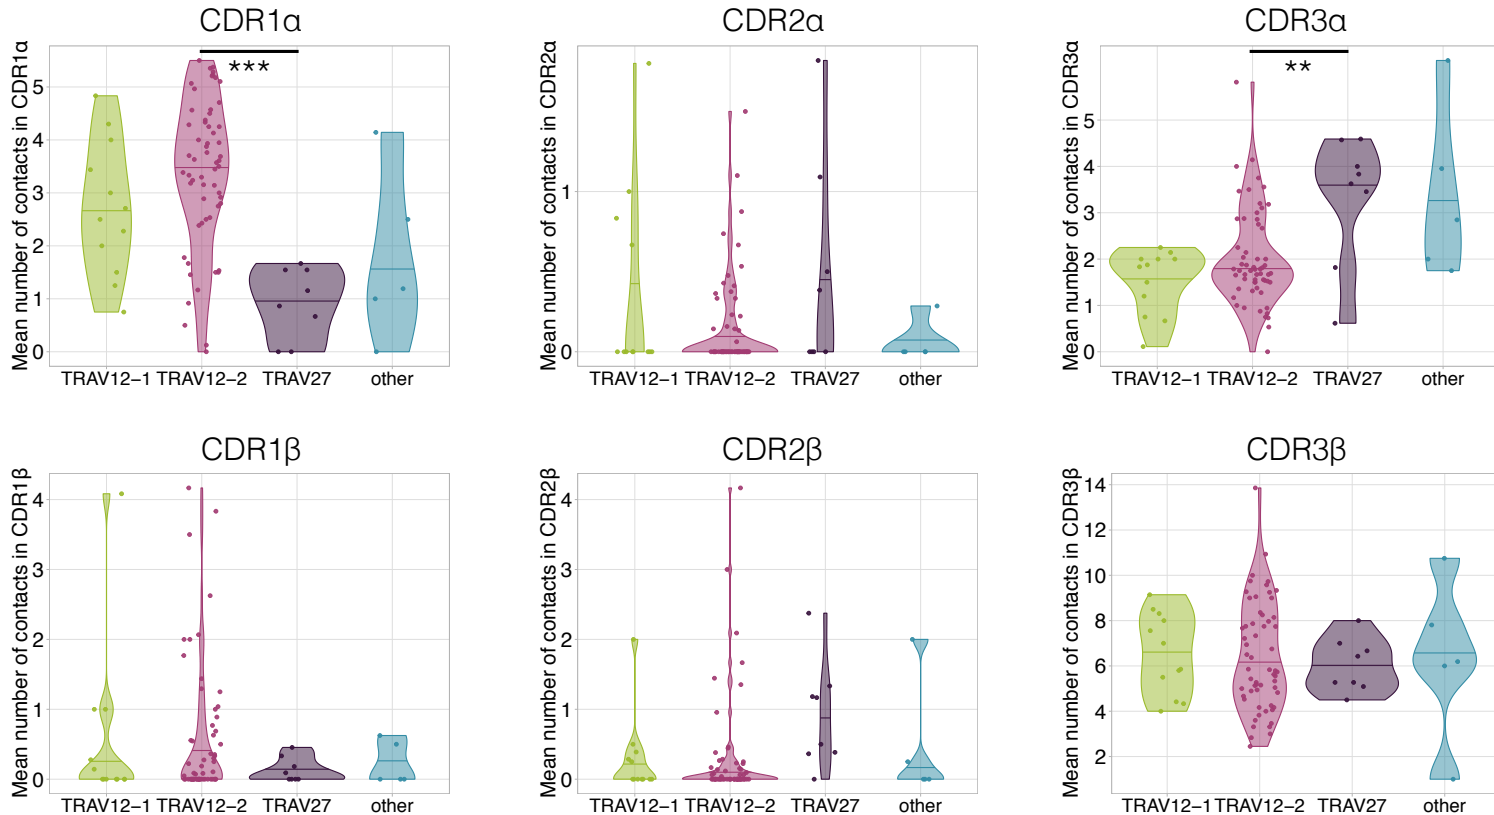 CDR1α
CDR2α
CDR3α
Mean number of contacts in CDR1α
5
4
3
2
1
0
***
TRAV12-1 TRAV12-2 TRAV27 other
Mean number of contacts in CDR2α
1
0
TRAV12-1 TRAV12-2 TRAV27 other
Mean number of contacts in CDR3α
5
4
3
2
1
0
**
TRAV12-1 TRAV12-2 TRAV27 other
CDR1β
CDR2β
CDR3β
Mean number of contacts in CDR1β
4
3
2
1
0
TRAV12-1 TRAV12-2 TRAV27 other
Mean number of contacts in CDR2β
4
3
2
1
0
TRAV12-1 TRAV12-2 TRAV27 other
Mean number of contacts in CDR3β
14
12
10
8
6
4
2
TRAV12-1 TRAV12-2 TRAV27 other